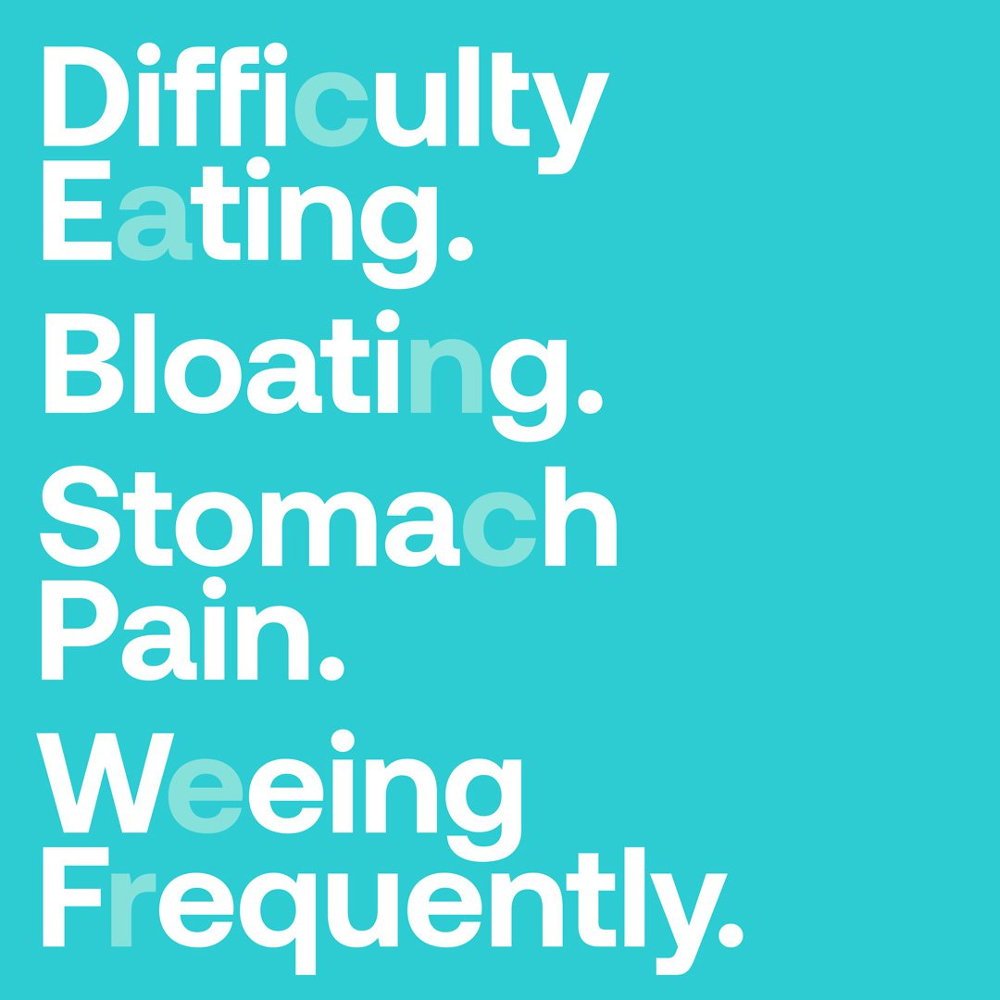 Difficulty
Eating.
Bloating.
Stomach
Pain.
Weeing
Frequently.